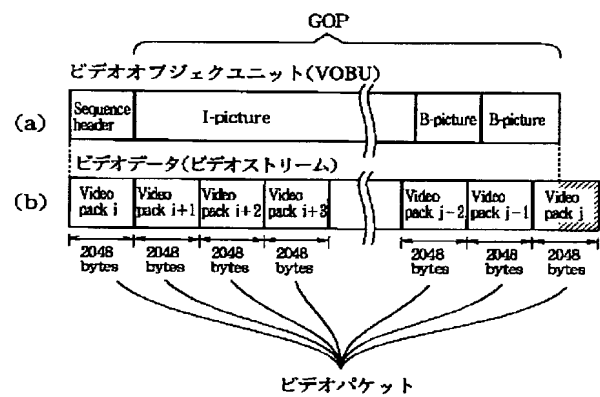 GOP
ビデオオブジェクユニット(VOBU)
(a)
Sequence header
I-picture
B-picture
B-picture
ビデオデータ(ビデオストリーム)
(b)
Video pack i
Video pack i+1
Video pack i+2
Video pack i+3
Video pack j-2
Video pack j-1
Video pack j
2048 bytes
2048 bytes
2048 bytes
2048 bytes
2048 bytes
2048 bytes
2048 bytes
ビデオパケット